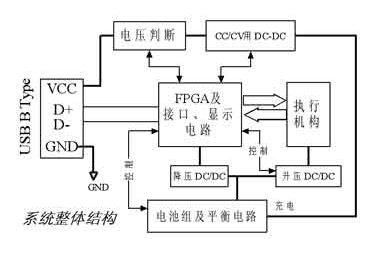 电压判断
CC/CV用 DC-DC
USB B Type
VCC
D+
D-
GND
GND
FPGA及
接口、显示
电路
执行
机构
控制
控制
降压 DC/DC
升压 DC/DC
电池组及平衡电路
充电
系统整体结构